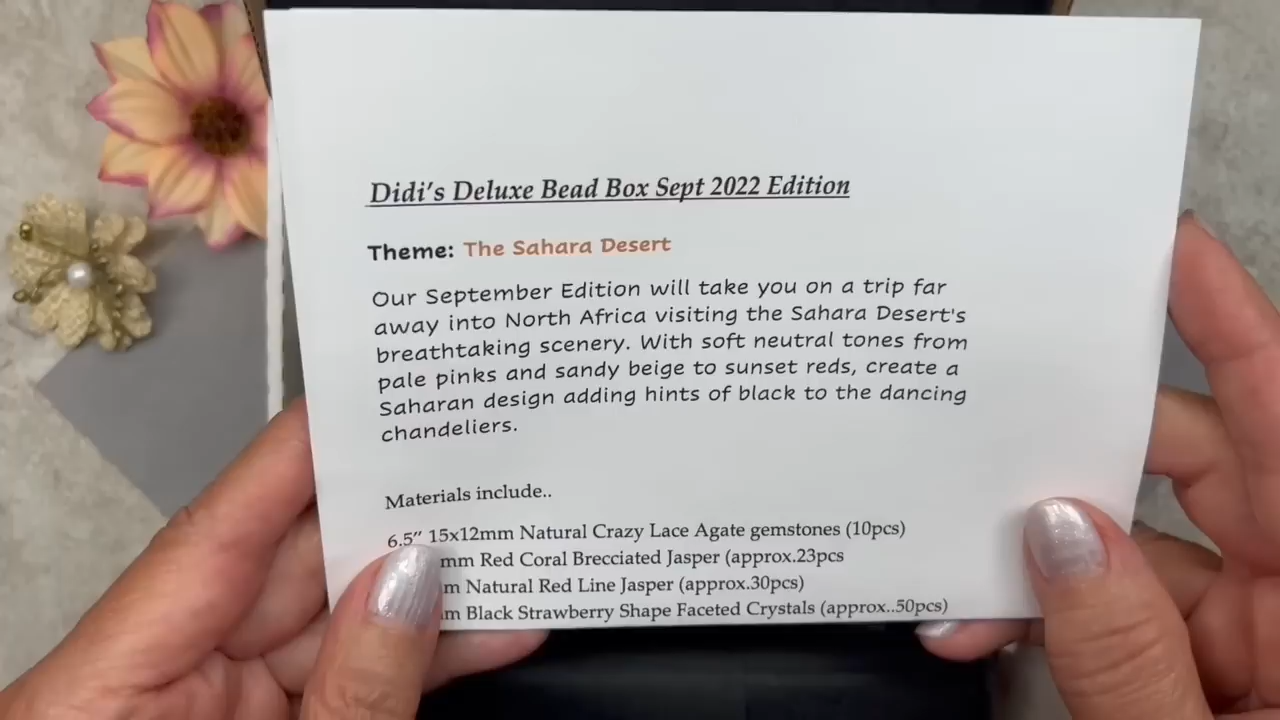 Didi's Deluxe Bead Box Sept 2022 Edition
Theme: The Sahara Desert
Our September Edition will take you on a trip far
away into North Africa visiting the Sahara Desert's
breathtaking scenery. With soft neutral tones from
pale pinks and sandy beige to sunset reds, create a
Saharan design adding hints of black to the dancing
chandeliers.
Materials include..
6.5" 15x12mm Natural Crazy Lace Agate gemstones (10pcs)
mm Red Coral Brecciated Jasper (approx.23pcs
Natural Red Line Jasper (approx.30pcs)
Black Strawberry Shape Faceted Crystals (approx..50pcs)